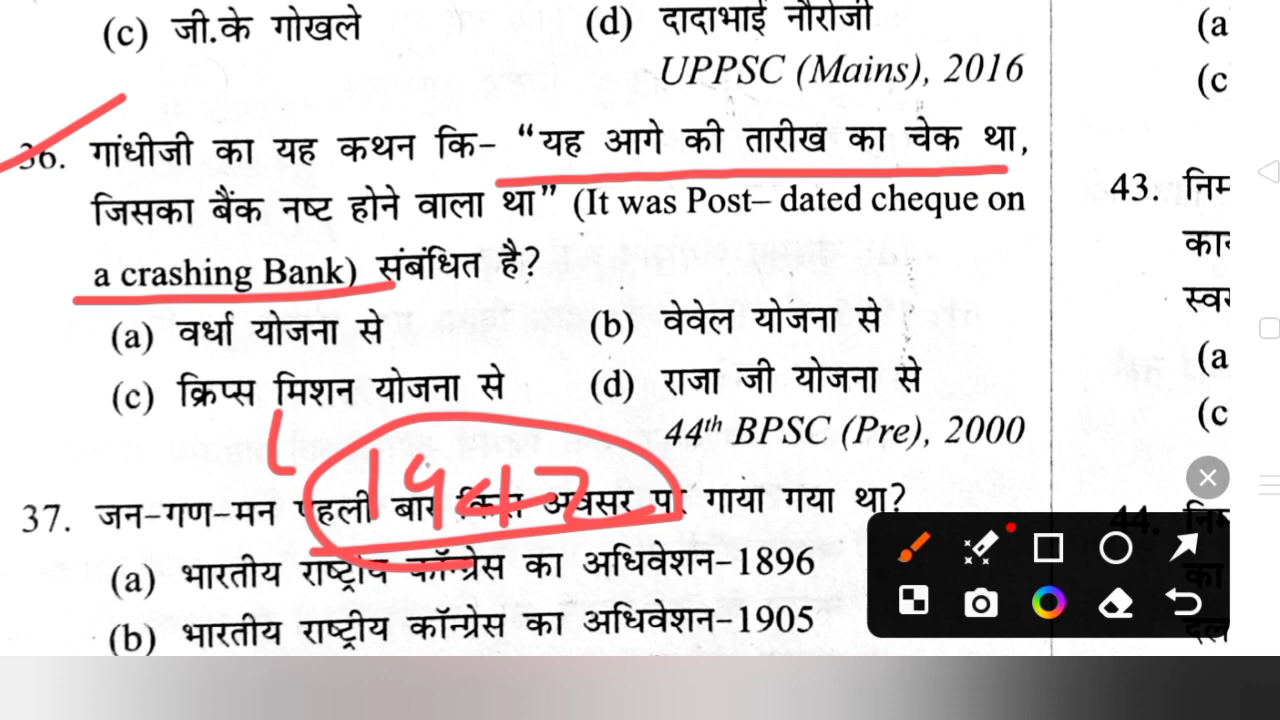 (c) जी.के गोखले (d) दादाभाई नौरोजी
UPPSC (Mains), 2016
36. गांधीजी का यह कथन कि- "यह आगे की तारीख का चेक था,
जिसका बैंक नष्ट होने वाला था" (It was Post– dated cheque on
a crashing Bank) संबंधित है?
(a) वर्धा योजना से (b) वेवेल योजना से
(c) क्रिप्स मिशन योजना से (d) राजा जी योजना से
44th BPSC (Pre), 2000
1942
37. जन-गण-मन पहली बार किस अवसर पर गाया गया था?
(a) भारतीय राष्ट्रीय कॉन्ग्रेस का अधिवेशन-1896
(b) भारतीय राष्ट्रीय कॉन्ग्रेस का अधिवेशन-1905
(a
(c
43. निम
का
स्व
(a
(c
44. नि
का